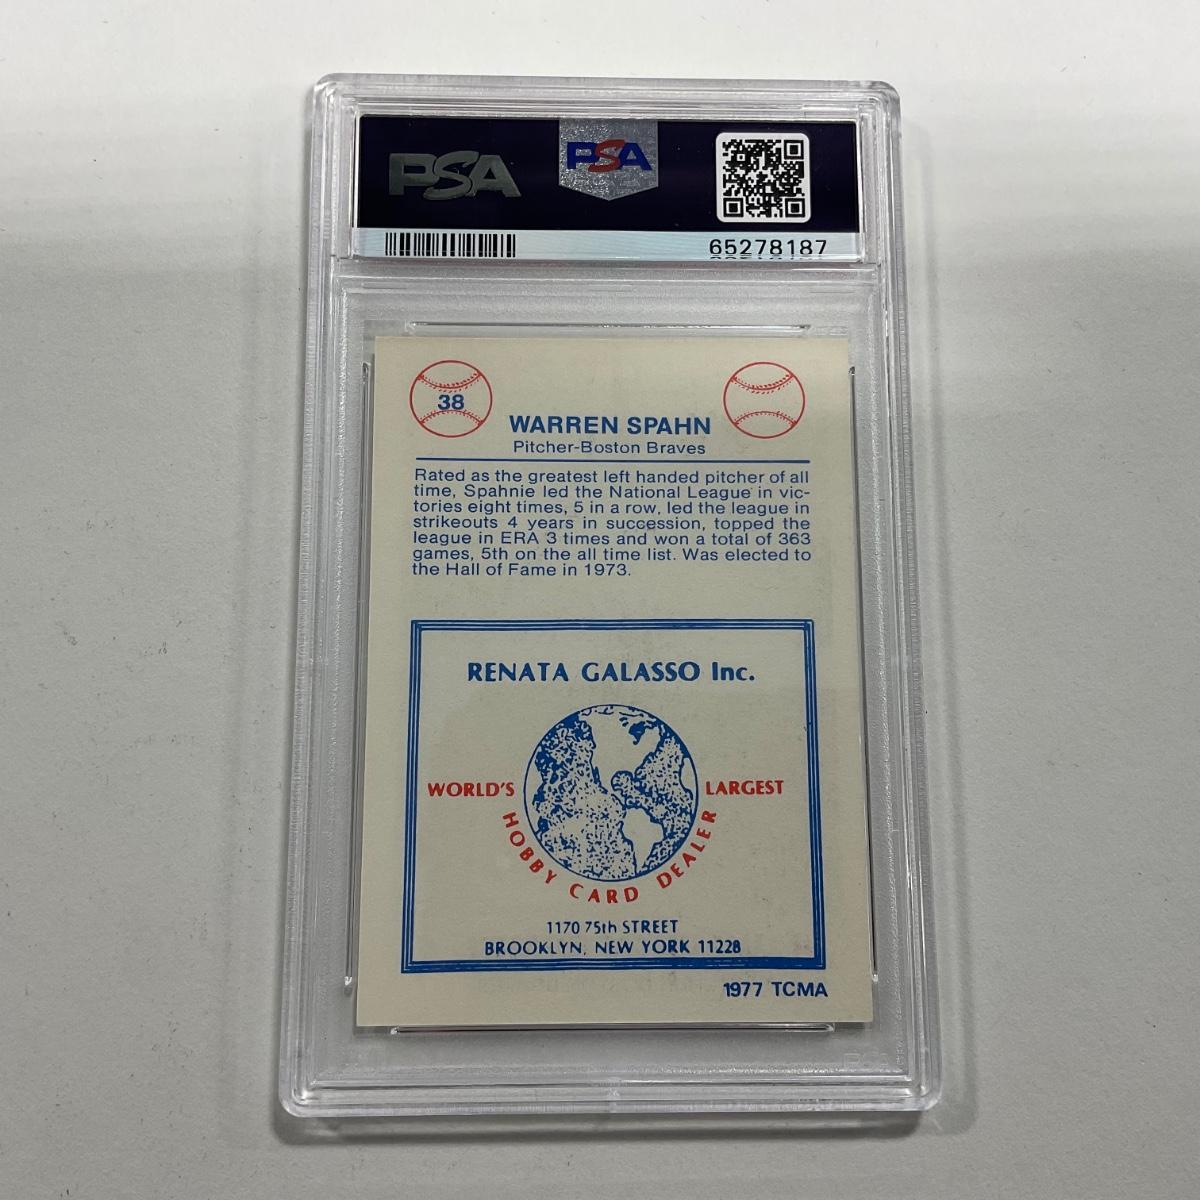 PSA
PSA
65278187
38
WARREN SPAHN
Pitcher-Boston Braves
Rated as the greatest left handed pitcher of all
time, Spahnie led the National League in vic-
tories eight times, 5 in a row, led the league in
strikeouts 4 years in succession, topped the
league in ERA 3 times and won a total of 363
games, 5th on the all time list. Was elected to
the Hall of Fame in 1973.
RENATA GALASSO Inc.
WORLD'S LARGEST
HOBBY CARD DEALER
1170 75th STREET
BROOKLYN, NEW YORK 11228
1977 TCMA